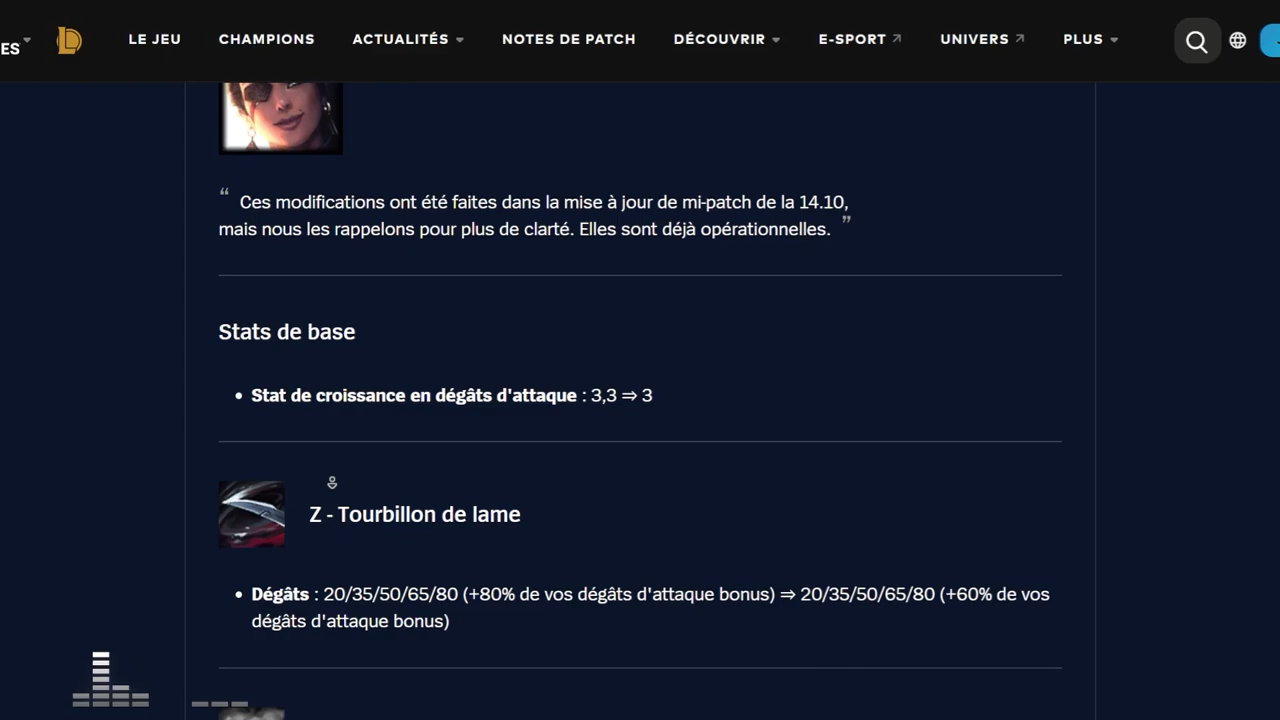 ES
LE JEU CHAMPIONS ACTUALITÉS NOTES DE PATCH DÉCOUVRIR E-SPORT UNIVERS PLUS
“ Ces modifications ont été faites dans la mise à jour de mi-patch de la 14.10,
mais nous les rappelons pour plus de clarté. Elles sont déjà opérationnelles. ”
Stats de base
• Stat de croissance en dégâts d'attaque : 3,3 ⇒ 3
Z - Tourbillon de lame
• Dégâts : 20/35/50/65/80 (+80% de vos dégâts d'attaque bonus) ⇒ 20/35/50/65/80 (+60% de vos
dégâts d'attaque bonus)